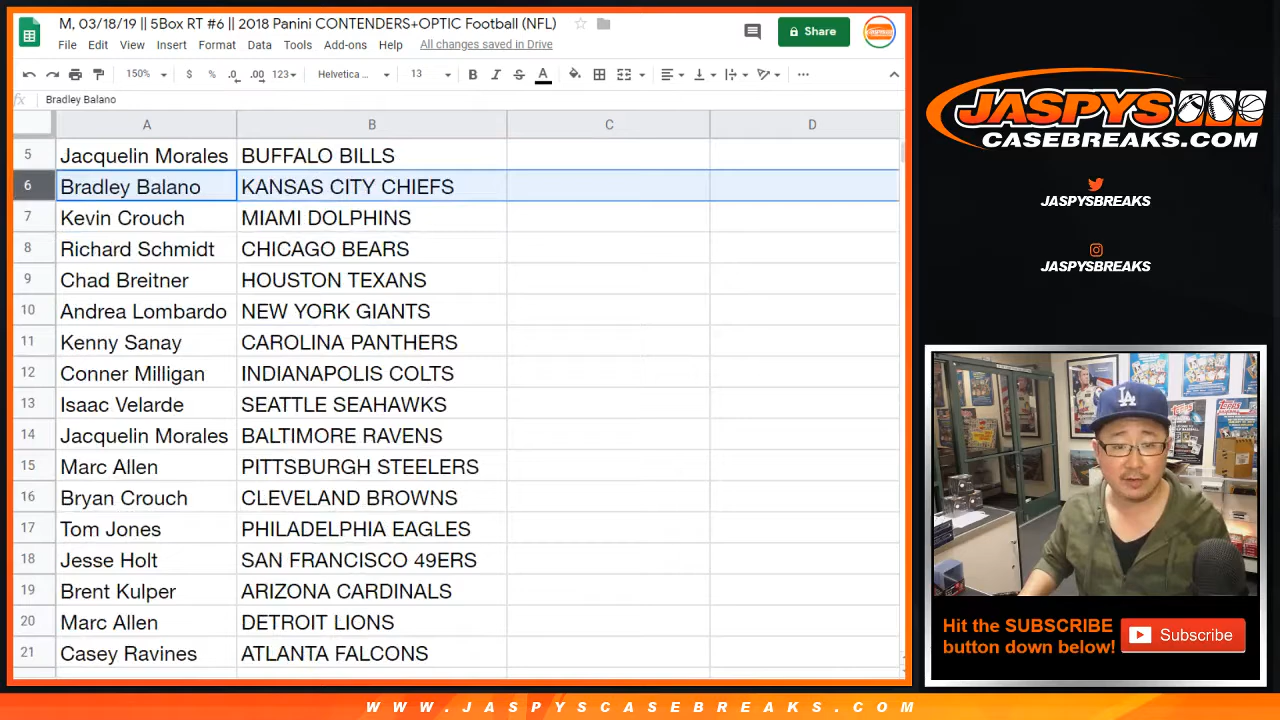 M, 03/18/19 || 5Box RT #6 || 2018 Panini CONTENDERS+OPTIC Football (NFL)
File Edit View Insert Format Data Tools Add-ons Help All changes saved in Drive
Share
150% $ % .0 .00 123 Helvetica ... 13 B I S A
fx Bradley Balano
A B C D
5 Jacquelin Morales BUFFALO BILLS
6 Bradley Balano KANSAS CITY CHIEFS
7 Kevin Crouch MIAMI DOLPHINS
8 Richard Schmidt CHICAGO BEARS
9 Chad Breitner HOUSTON TEXANS
10 Andrea Lombardo NEW YORK GIANTS
11 Kenny Sanay CAROLINA PANTHERS
12 Conner Milligan INDIANAPOLIS COLTS
13 Isaac Velarde SEATTLE SEAHAWKS
14 Jacquelin Morales BALTIMORE RAVENS
15 Marc Allen PITTSBURGH STEELERS
16 Bryan Crouch CLEVELAND BROWNS
17 Tom Jones PHILADELPHIA EAGLES
18 Jesse Holt SAN FRANCISCO 49ERS
19 Brent Kulper ARIZONA CARDINALS
20 Marc Allen DETROIT LIONS
21 Casey Ravines ATLANTA FALCONS
JASPYS
CASEBREAKS.COM
JASPYSBREAKS
JASPYSBREAKS
LA
Topps
Hit the SUBSCRIBE
button down below!
Subscribe
WWW.JASPYSCASEBREAKS.COM